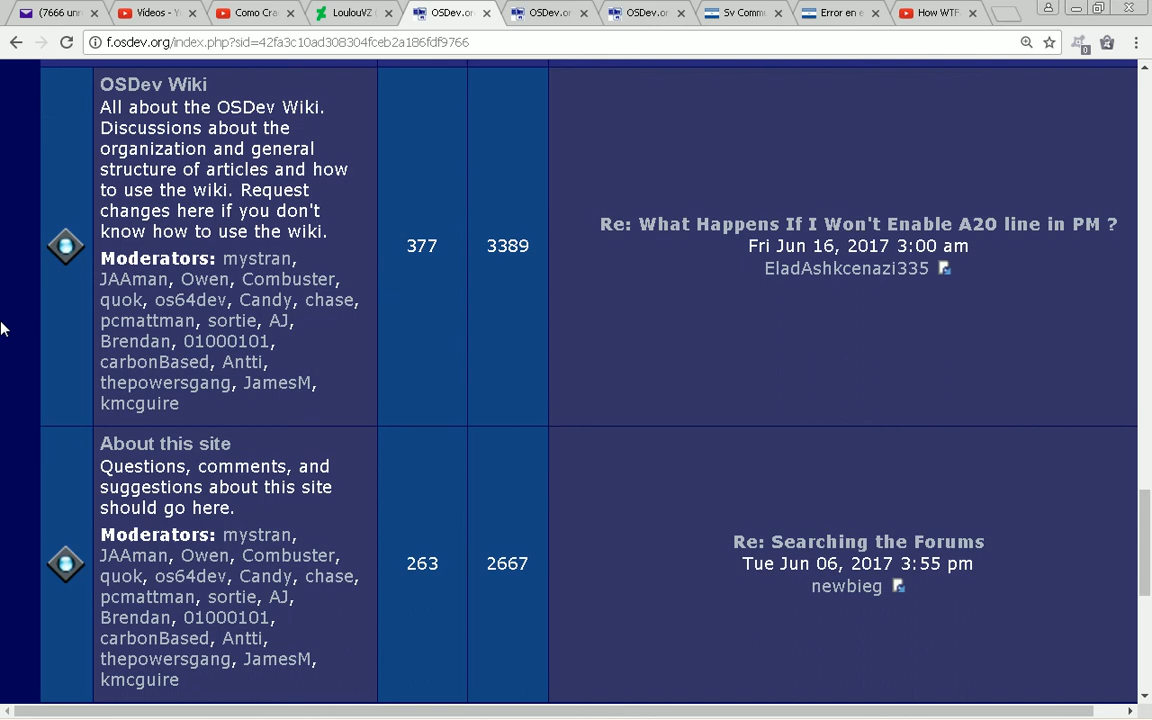 (7666 unr
Vídeos - Y
Como Cra
LoulouVZ
OSDev.or
OSDev.or
OSDev.or
Sv Commu
Error en e
How WTF
f.osdev.org/index.php?sid=42fa3c10ad308304fceb2a186fdf9766
0
OSDev Wiki
All about the OSDev Wiki.
Discussions about the
organization and general
structure of articles and how
to use the wiki. Request
changes here if you don't
know how to use the wiki.
Moderators: mystran,
JAAman, Owen, Combuster,
quok, os64dev, Candy, chase,
pcmattman, sortie, AJ,
Brendan, 01000101,
carbonBased, Antti,
thepowersgang, JamesM,
kmcguire
377
3389
Re: What Happens If I Won't Enable A20 line in PM ?
Fri Jun 16, 2017 3:00 am
EladAshkcenazi335
About this site
Questions, comments, and
suggestions about this site
should go here.
Moderators: mystran,
JAAman, Owen, Combuster,
quok, os64dev, Candy, chase,
pcmattman, sortie, AJ,
Brendan, 01000101,
carbonBased, Antti,
thepowersgang, JamesM,
kmcguire
263
2667
Re: Searching the Forums
Tue Jun 06, 2017 3:55 pm
newbieg